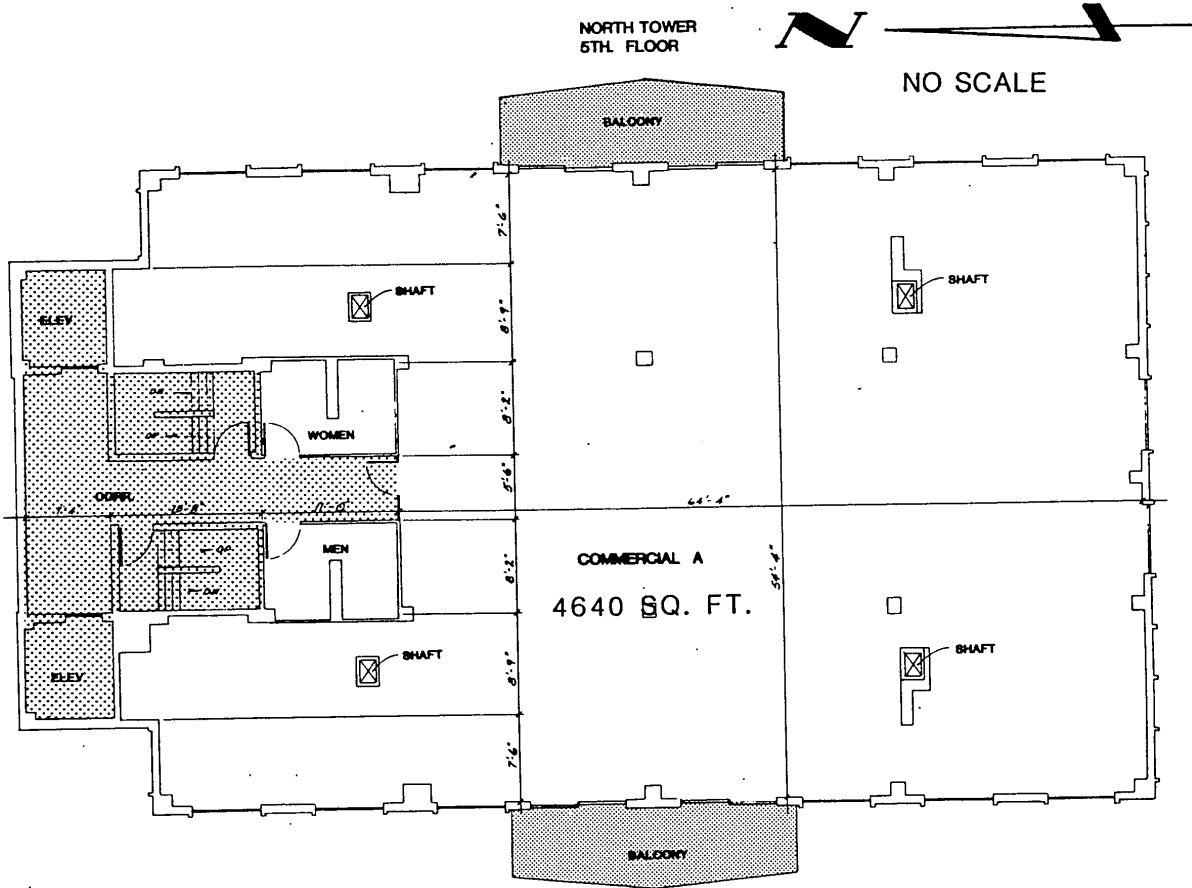 NORTH TOWER
5TH. FLOOR
N
NO SCALE
BALCONY
7'-6"
SHAFT
SHAFT
ELEV
8'-9"
8'-2"
WOMEN
5'-6"
CORR.
64'-4"
MEN
COMMERCIAL A
54'-4"
8'-2"
4640 SQ. FT.
SHAFT
SHAFT
ELEV
8'-9"
7'-6"
BALCONY